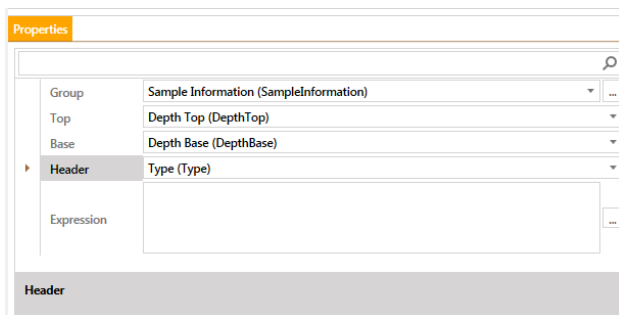 Properties
Group Sample Information (SampleInformation) ...
Top Depth Top (DepthTop)
Base Depth Base (DepthBase)
Header Type (Type)
Expression ...
Header